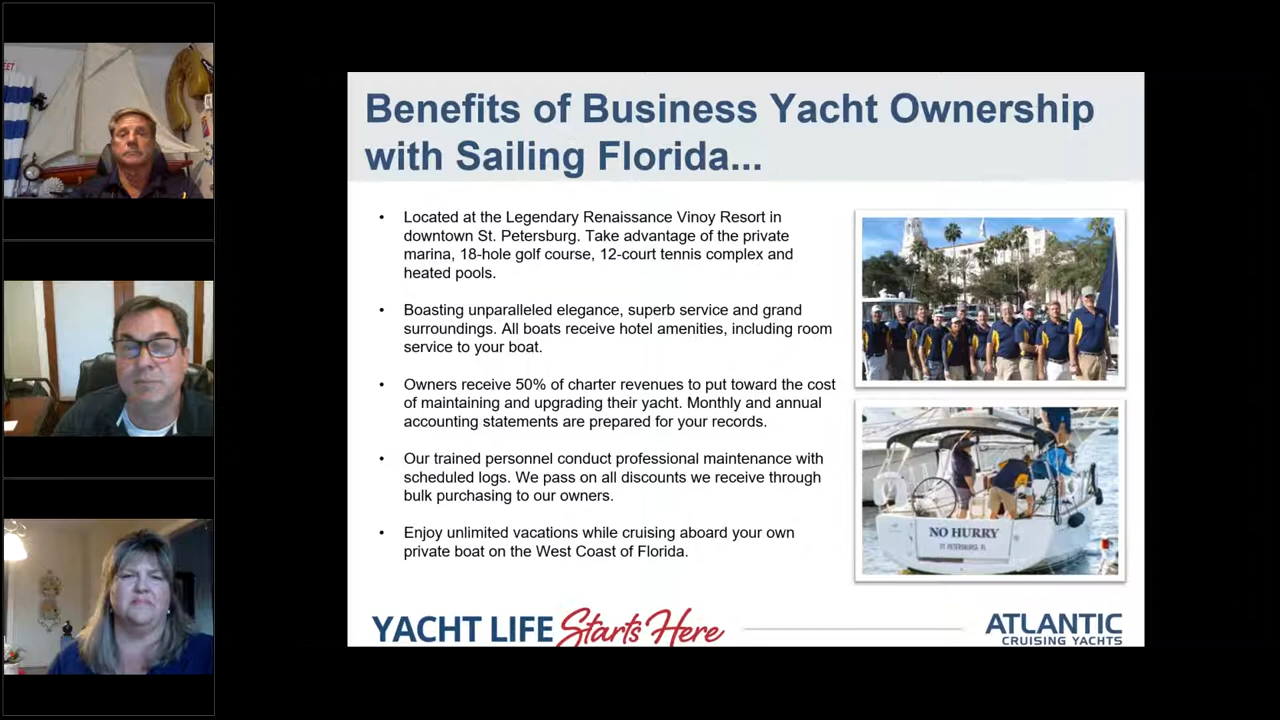 EET
Benefits of Business Yacht Ownership
with Sailing Florida...
• Located at the Legendary Renaissance Vinoy Resort in
downtown St. Petersburg. Take advantage of the private
marina, 18-hole golf course, 12-court tennis complex and
heated pools.
• Boasting unparalleled elegance, superb service and grand
surroundings. All boats receive hotel amenities, including room
service to your boat.
• Owners receive 50% of charter revenues to put toward the cost
of maintaining and upgrading their yacht. Monthly and annual
accounting statements are prepared for your records.
• Our trained personnel conduct professional maintenance with
scheduled logs. We pass on all discounts we receive through
bulk purchasing to our owners.
• Enjoy unlimited vacations while cruising aboard your own
private boat on the West Coast of Florida.
NO HURRY
ST. PETERSBURG, FL
YACHT LIFE Starts Here
ATLANTIC
CRUISING YACHTS